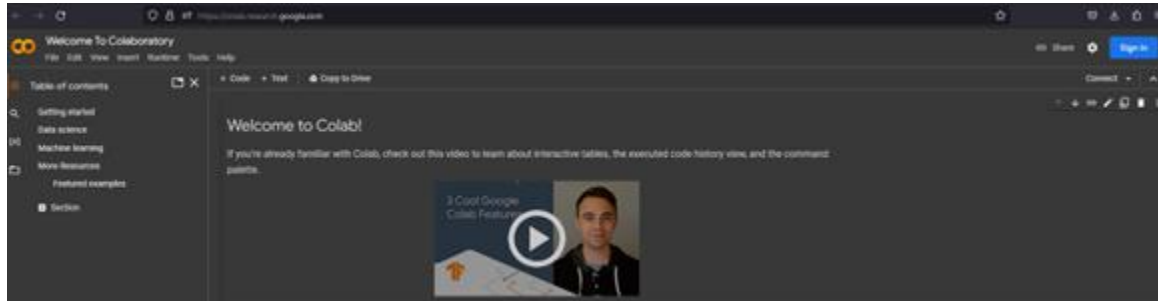 https://colab.research.google.com
Welcome To Colaboratory
File Edit View Insert Runtime Tools Help
Share
Sign in
Table of contents
+ Code + Text Copy to Drive
Connect
Getting started
Data science
Machine learning
More Resources
Featured examples
Section
Welcome to Colab!
If you're already familiar with Colab, check out this video to learn about interactive tables, the executed code history view, and the command
palette.
3 Cool Google
Colab Features